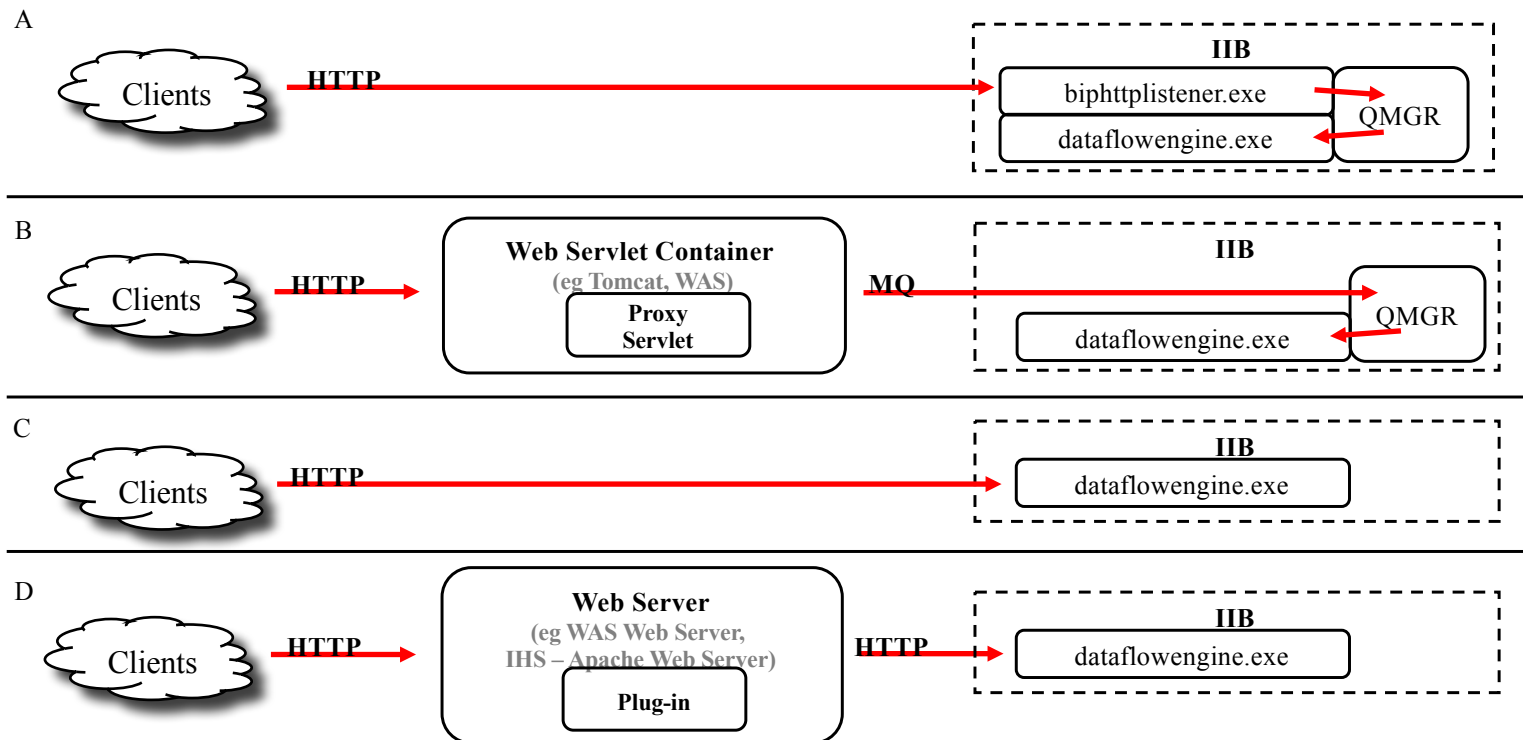 A
Clients
HTTP
IIB
biphttplistener.exe
dataflowengine.exe
QMGR
B
Clients
HTTP
Web Servlet Container
(eg Tomcat, WAS)
Proxy
Servlet
MQ
IIB
dataflowengine.exe
QMGR
C
Clients
HTTP
IIB
dataflowengine.exe
D
Clients
HTTP
Web Server
(eg WAS Web Server,
IHS – Apache Web Server)
Plug-in
HTTP
IIB
dataflowengine.exe